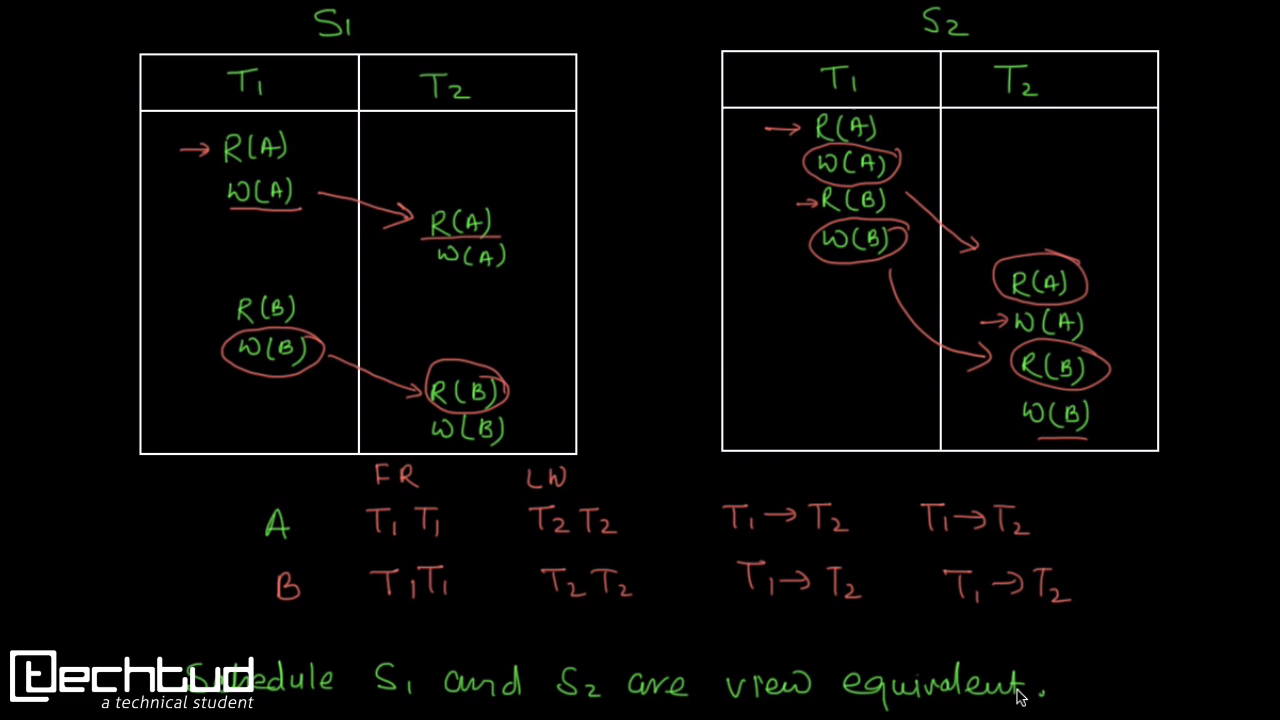 S1 S2
T1 T2 T1 T2
→ R(A) → R(A)
W(A) W(A)
R(A) → R(B)
W(A) W(B)
R(B) R(A)
W(B) → W(A)
R(B) R(B)
W(B) W(B)
FR LW
A T1 T1 T2 T2 T1 → T2 T1 → T2
B T1 T1 T2 T2 T1 → T2 T1 → T2
Schedule S1 and S2 are view equivalent.
techtud
a technical student